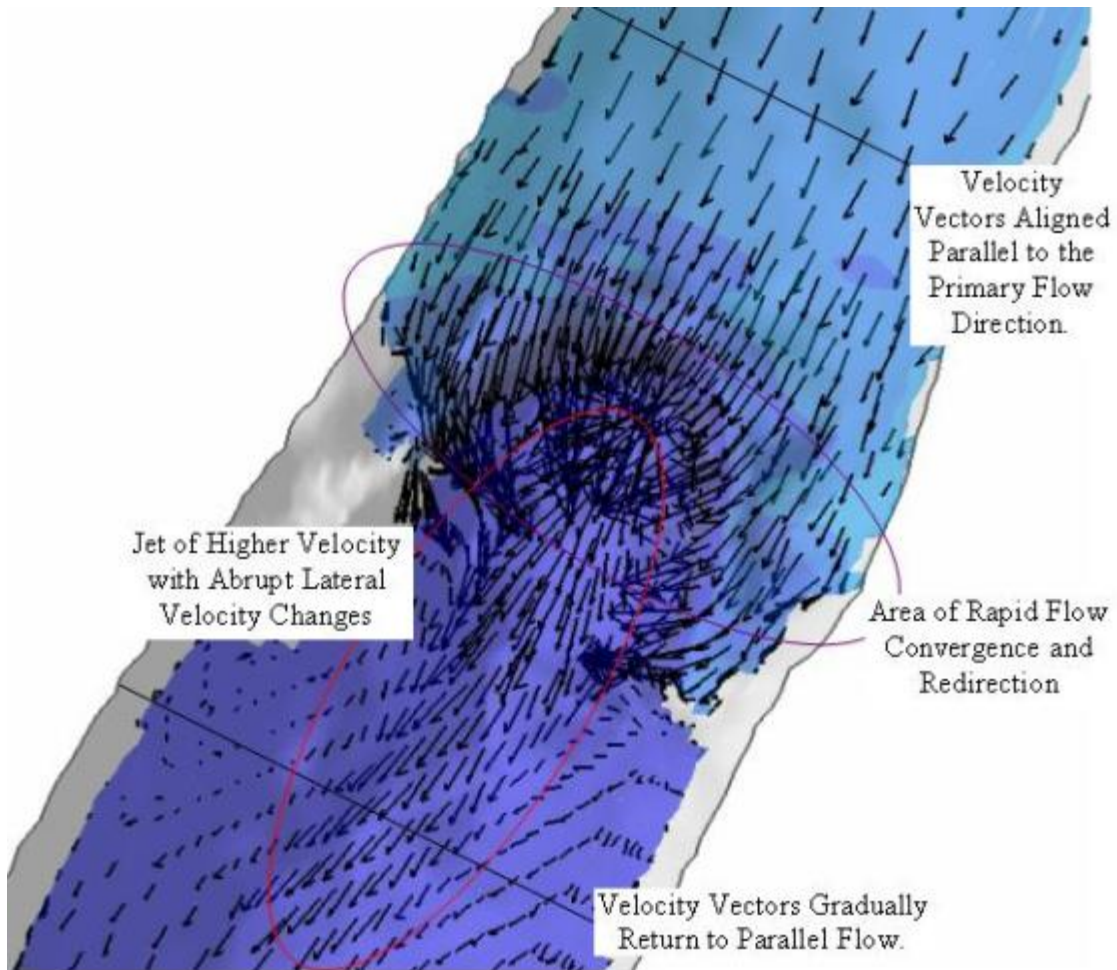 Velocity
Vectors Aligned
Parallel to the
Primary Flow
Direction.
Jet of Higher Velocity
with Abrupt Lateral
Velocity Changes
Area of Rapid Flow
Convergence and
Redirection
Velocity Vectors Gradually
Return to Parallel Flow.